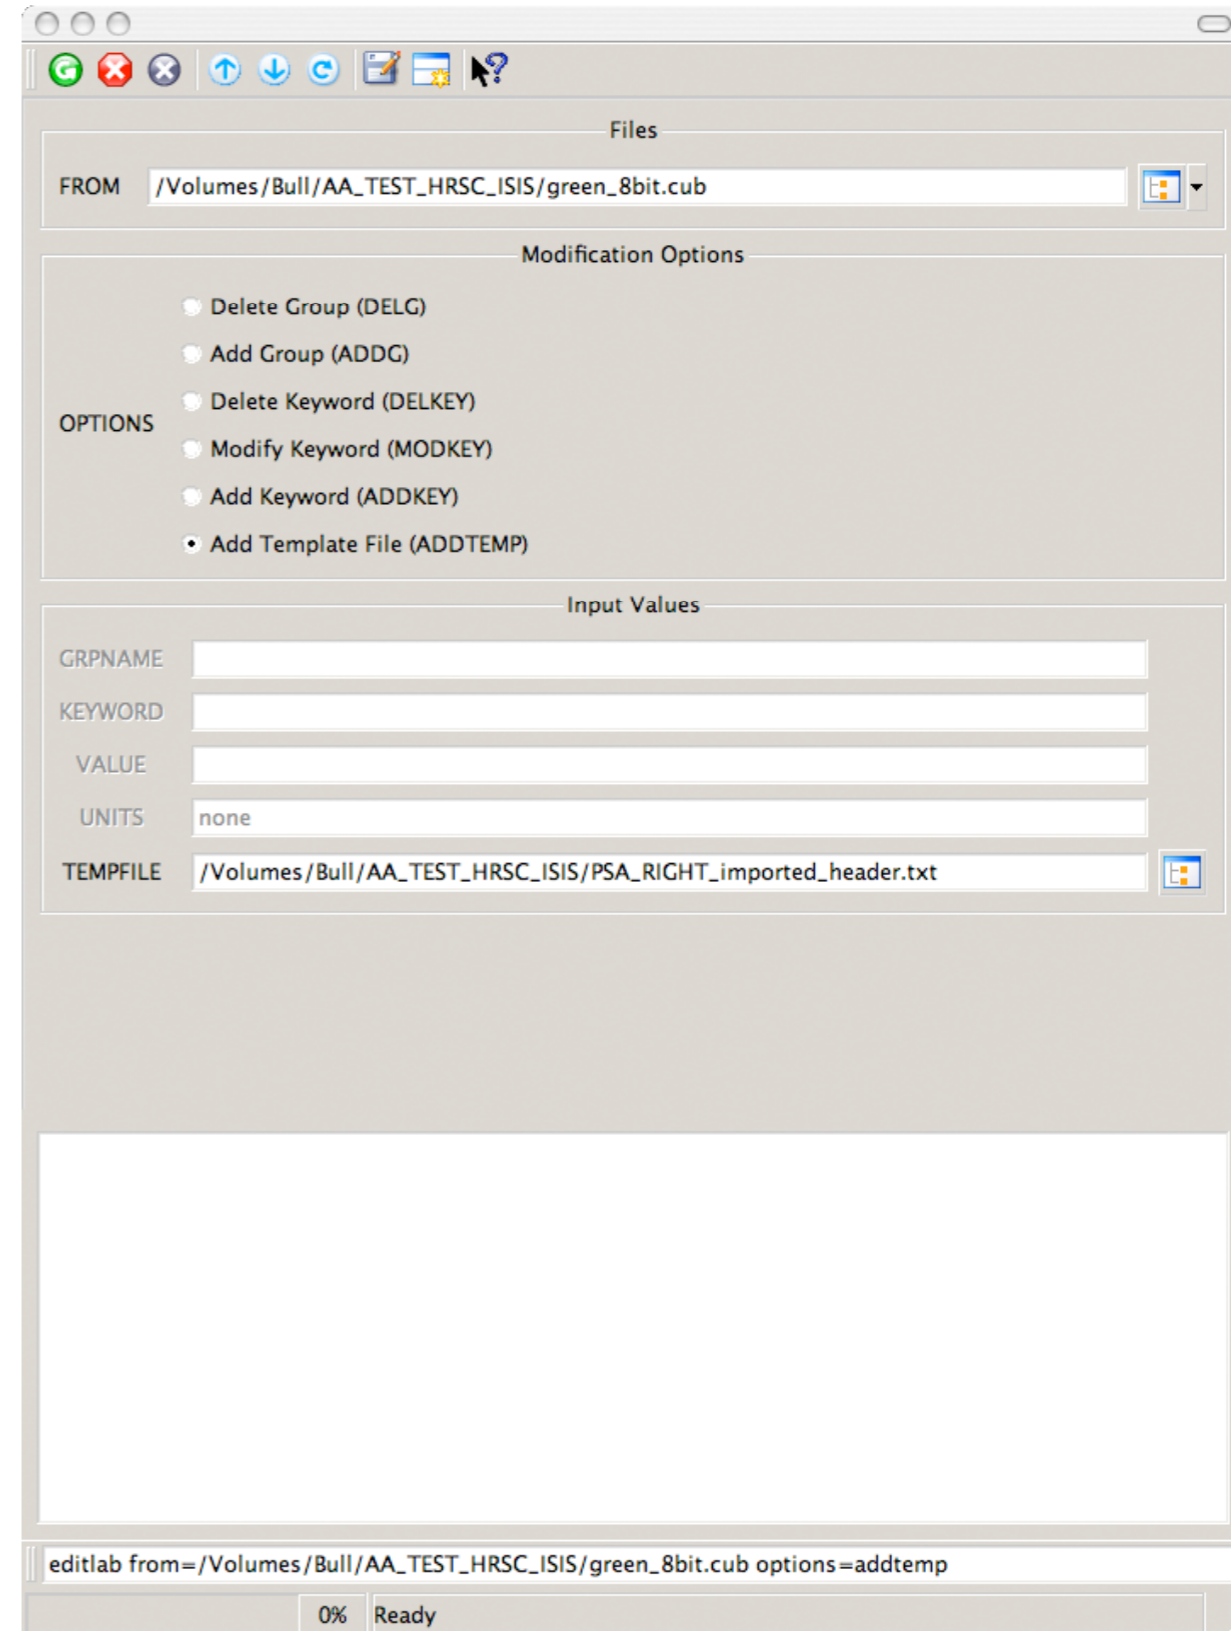 Files
FROM /Volumes/Bull/AA_TEST_HRSC_ISIS/green_8bit.cub
Modification Options
OPTIONS
Delete Group (DELG)
Add Group (ADDG)
Delete Keyword (DELKEY)
Modify Keyword (MODKEY)
Add Keyword (ADDKEY)
Add Template File (ADDTEMP)
Input Values
GRPNAME
KEYWORD
VALUE
UNITS none
TEMPFILE /Volumes/Bull/AA_TEST_HRSC_ISIS/PSA_RIGHT_imported_header.txt
editlab from=/Volumes/Bull/AA_TEST_HRSC_ISIS/green_8bit.cub options=addtemp
0% Ready